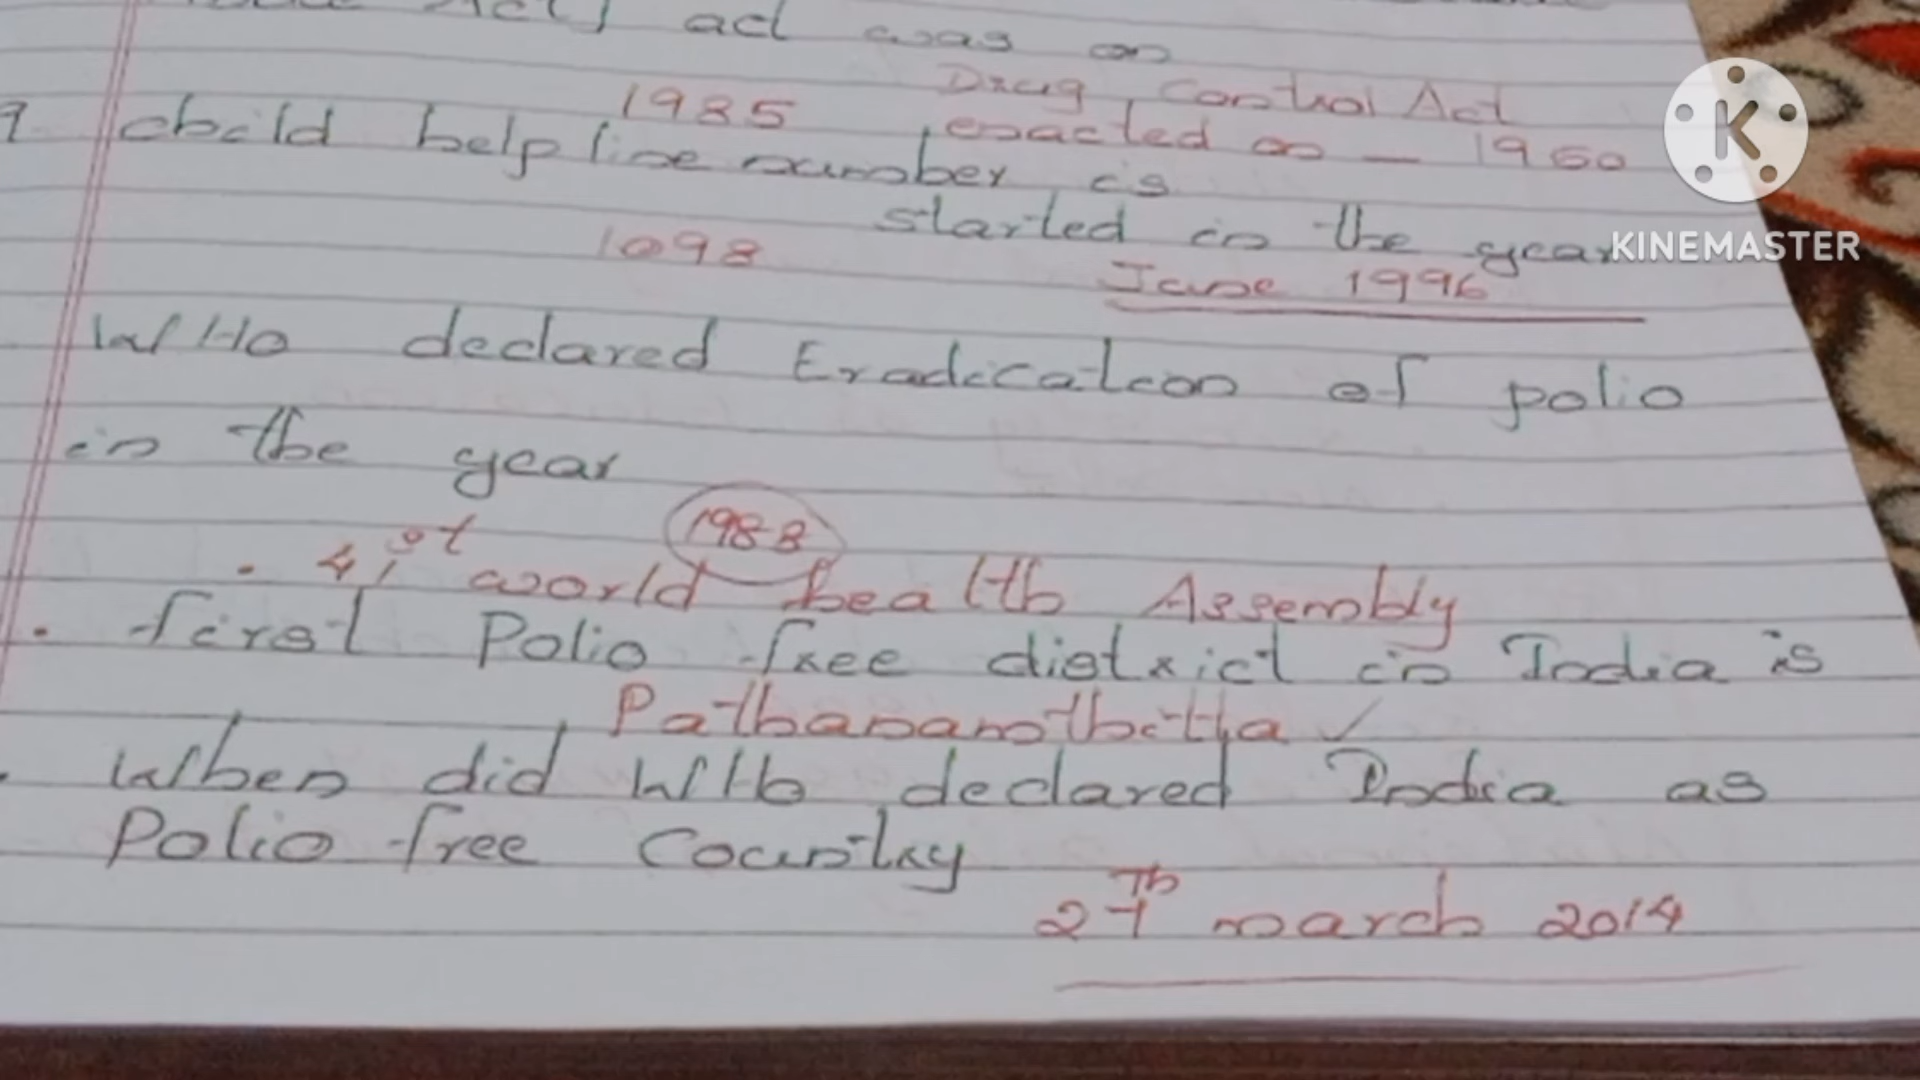 Act) act was on
1985 Drug Control Act
enacted on - 1950
9 child help line number is
started in the year
1098
June 1996
WHO declared Eradication of polio
in the year
1988
. 41st world health Assembly
. first Polio free district in India is
Pathanamthitta ✓
. When did WHO declared India as
Polio free Country
27Th march 2014
K
KINEMASTER